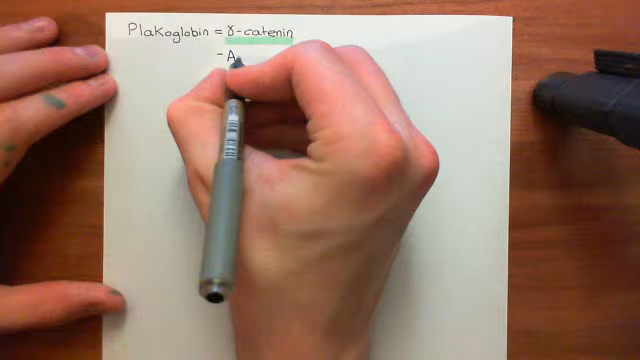 Plakoglobin = γ-catenin
- A